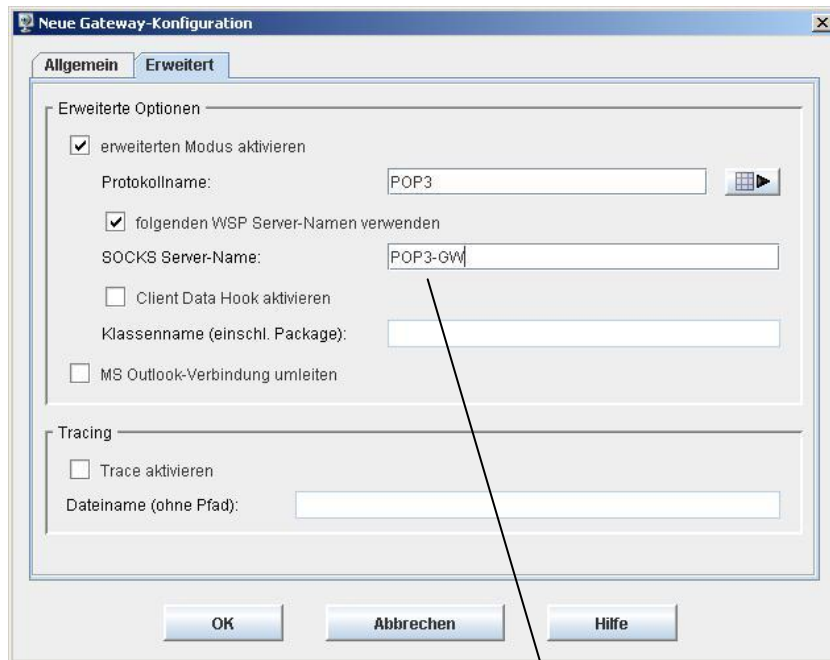 Neue Gateway-Konfiguration
Allgemein Erweitert
Erweiterte Optionen
erweiterten Modus aktivieren
Protokollname: POP3
folgenden WSP Server-Namen verwenden
SOCKS Server-Name: POP3-GW
Client Data Hook aktivieren
Klassenname (einschl. Package):
MS Outlook-Verbindung umleiten
Tracing
Trace aktivieren
Dateiname (ohne Pfad):
OK Abbrechen Hilfe